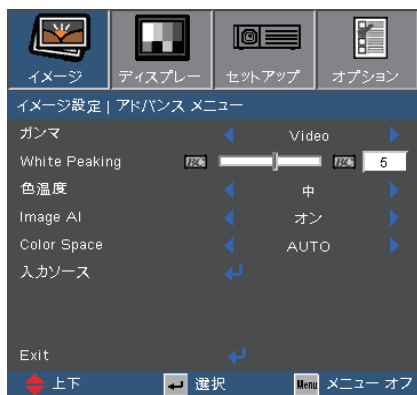 イメージ ディスプレー セットアップ オプション
イメージ設定 | アドバンス メニュー
ガンマ Video
White Peaking BC BC 5
色温度 中
Image AI オン
Color Space AUTO
入力ソース
Exit
上下 選択 Menu メニュー オフ